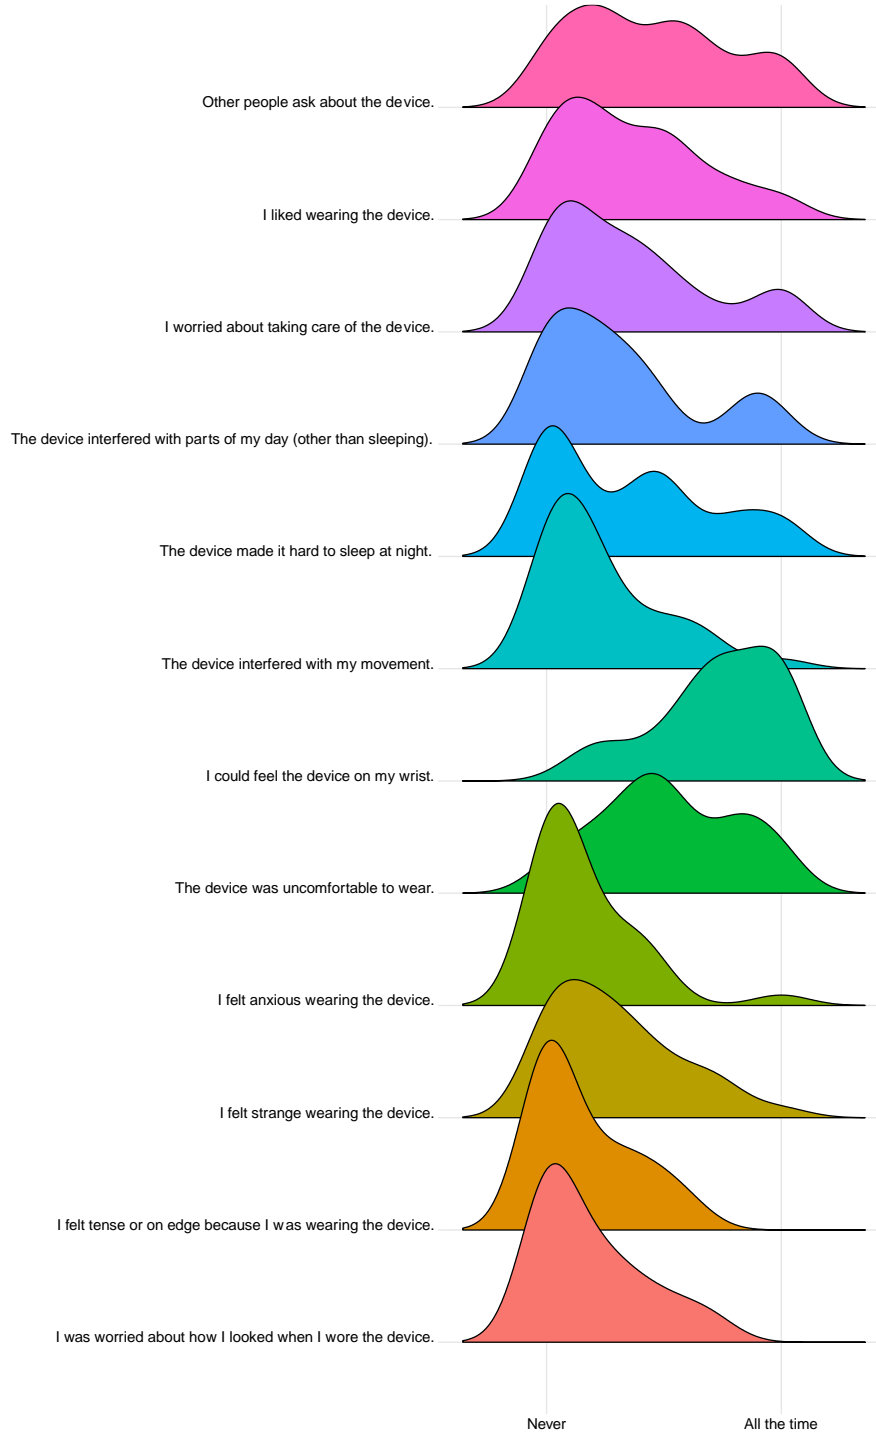 Other people ask about the device.
I liked wearing the device.
I worried about taking care of the device.
The device interfered with parts of my day (other than sleeping).
The device made it hard to sleep at night.
The device interfered with my movement.
I could feel the device on my wrist.
The device was uncomfortable to wear.
I felt anxious wearing the device.
I felt strange wearing the device.
I felt tense or on edge because I was wearing the device.
I was worried about how I looked when I wore the device.
Never All the time